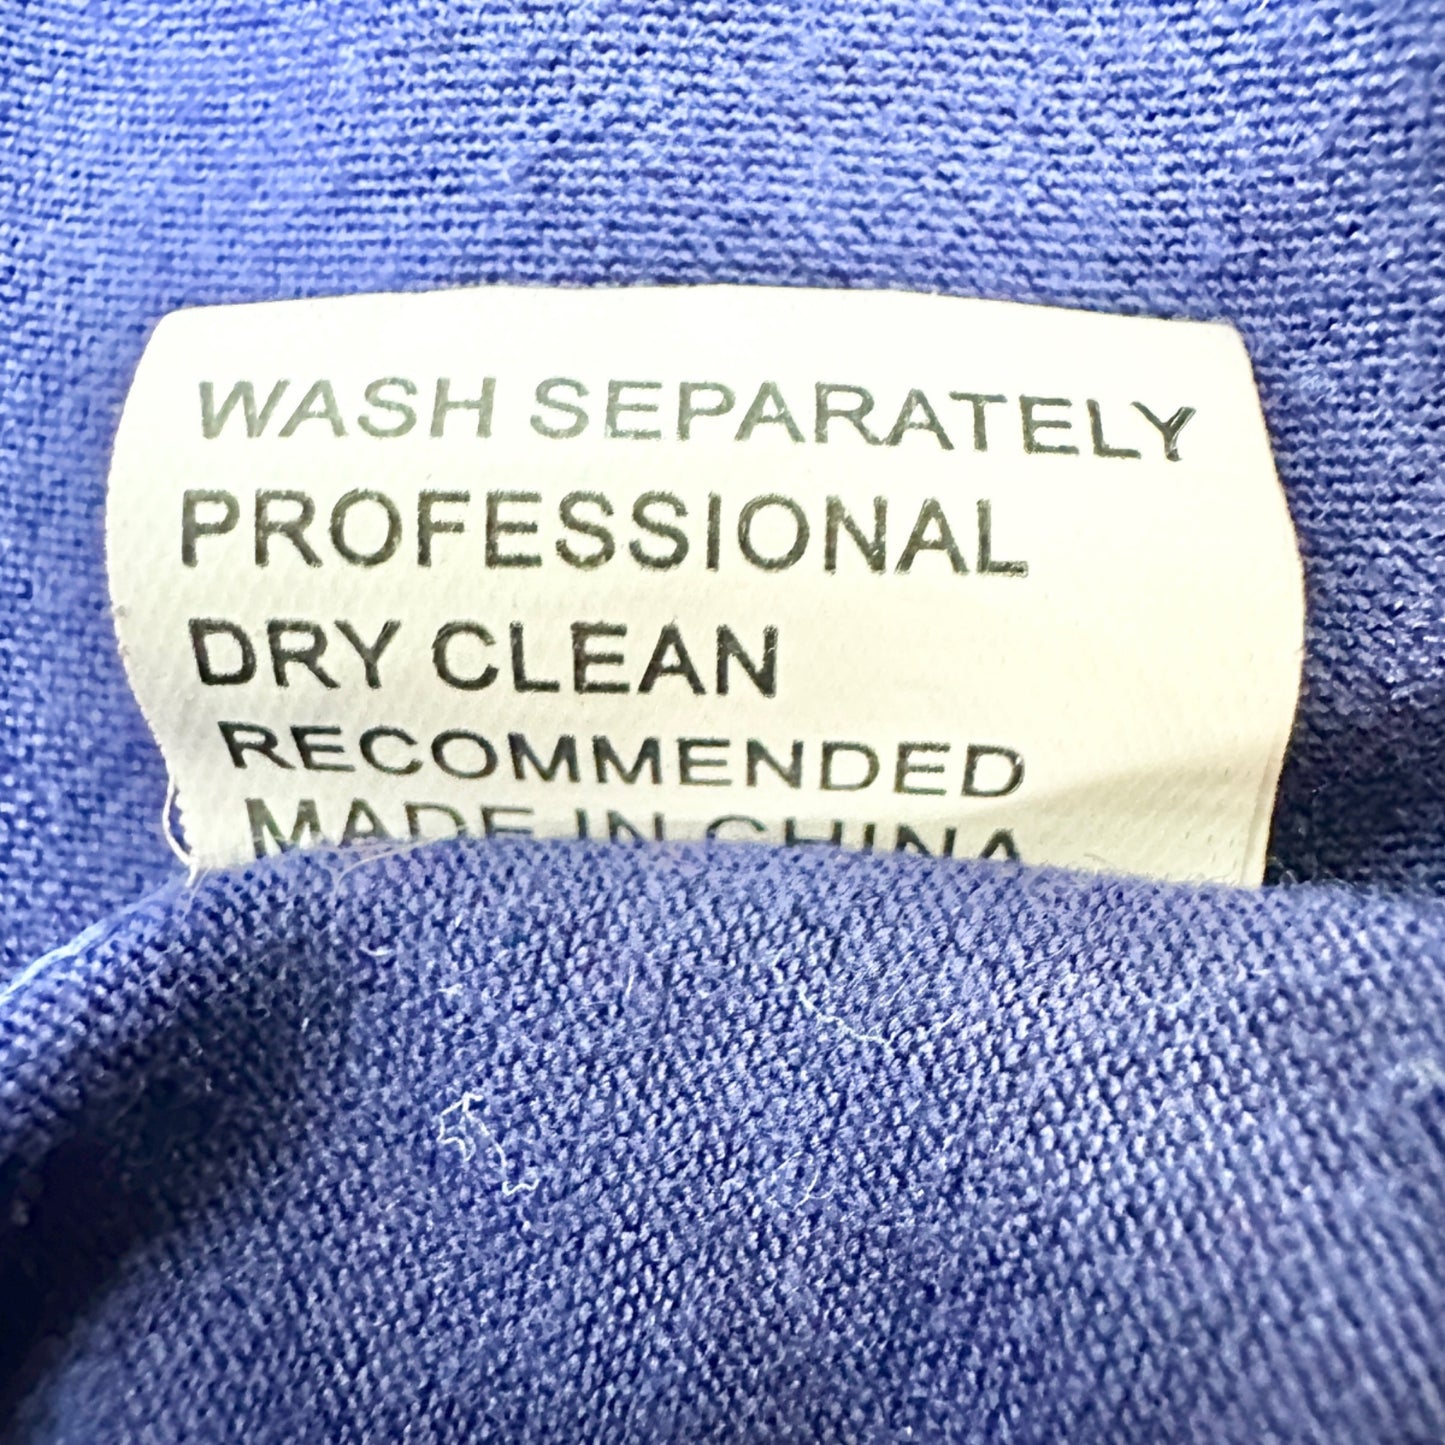 WASH SEPARATELY
PROFESSIONAL
DRY CLEAN
RECOMMENDED
MADE IN CHINA